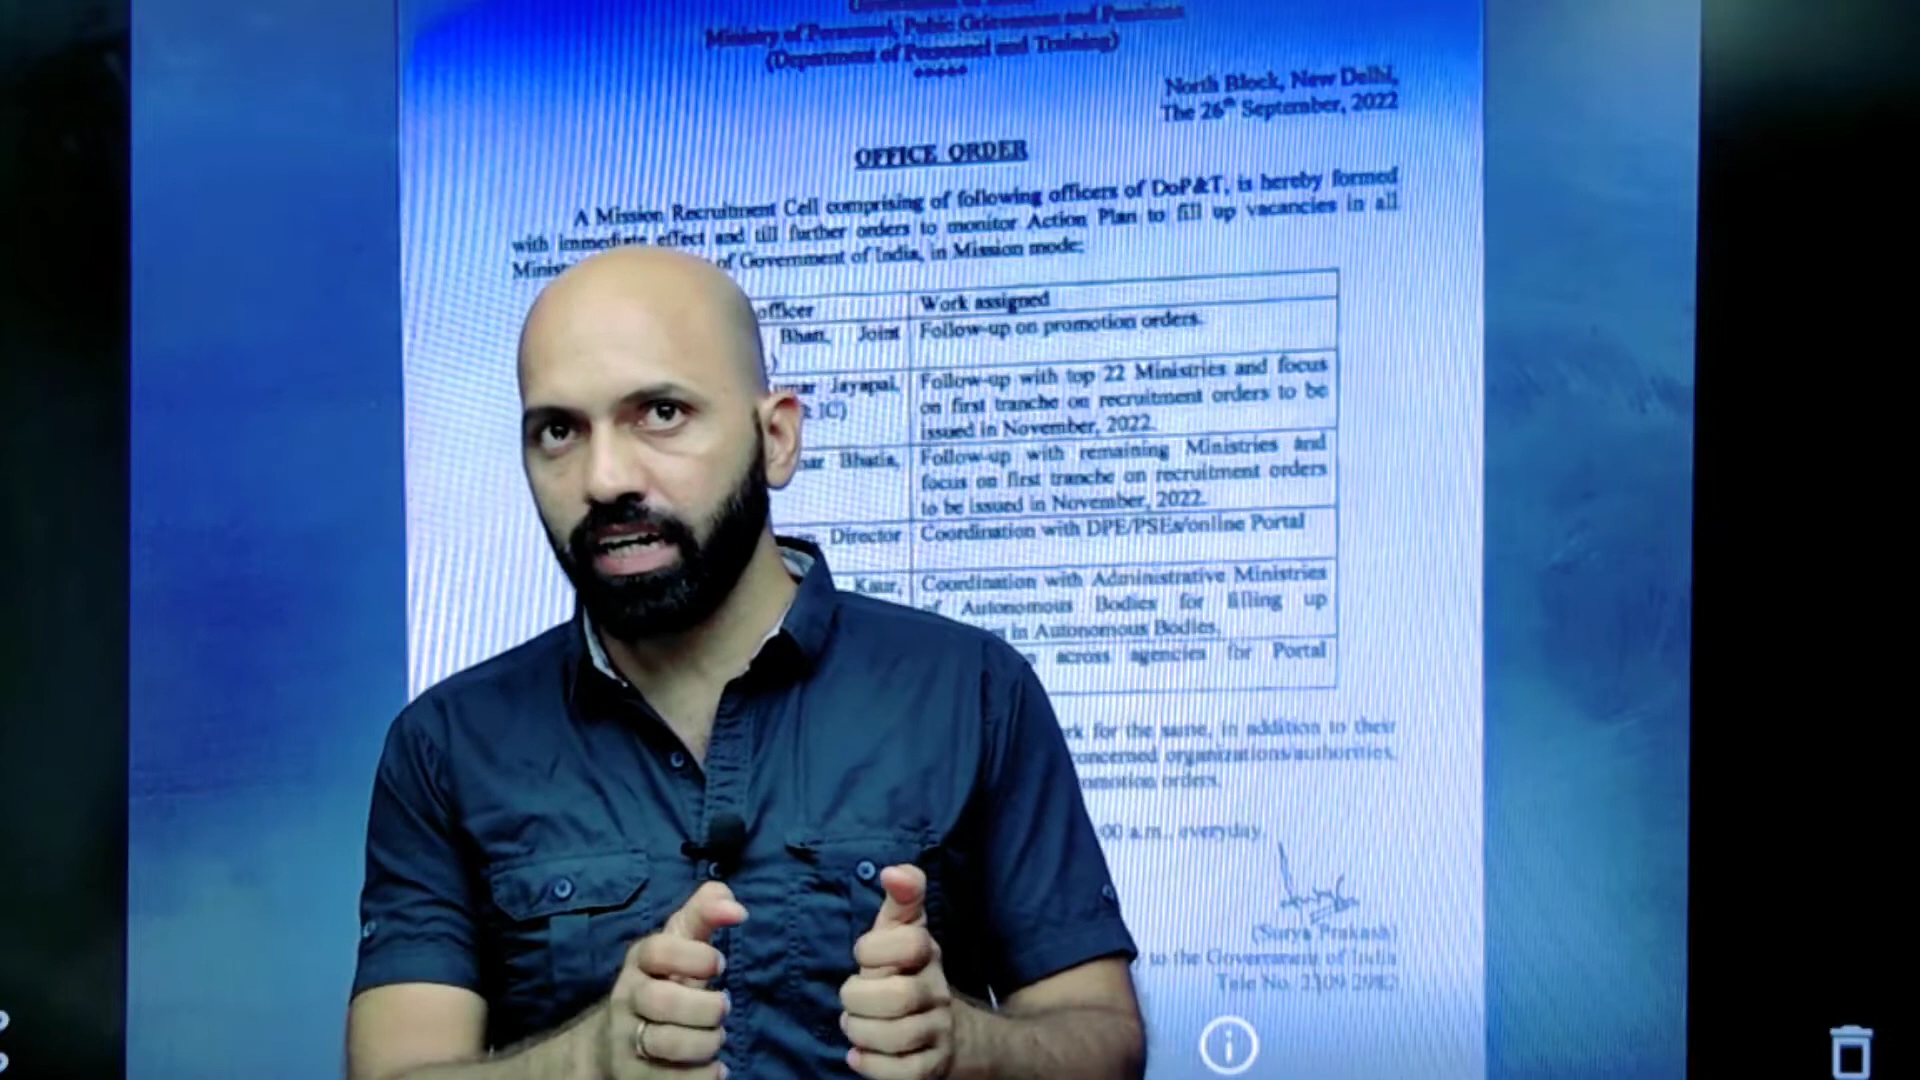 Ministry of Personnel, Public Grievances and Pensions
(Department of Personnel and Training)
*****
North Block, New Delhi,
The 26th September, 2022
OFFICE ORDER
A Mission Recruitment Cell comprising of following officers of DoP&T, is hereby formed
with immediate effect and till further orders to monitor Action Plan to fill up vacancies in all
of Government of India, in Mission mode:
officer
Work assigned
Bhan, Joint
Follow-up on promotion orders.
Jayapal,
IC)
Follow-up with top 22 Ministries and focus
on first tranche on recruitment orders to be
issued in November, 2022.
Bhatia,
Follow-up with remaining Ministries and
focus on first tranche on recruitment orders
to be issued in November, 2022.
Director
Coordination with DPE/PSEs/online Portal
Kaur,
Coordination with Administrative Ministries
of Autonomous Bodies for filling up
in Autonomous Bodies.
across agencies for Portal
for the same, in addition to their
concerned organizations/authorities,
promotion orders.
a.m., everyday.
(Surya Prakash)
to the Government of India
Tele No. 2309 2982